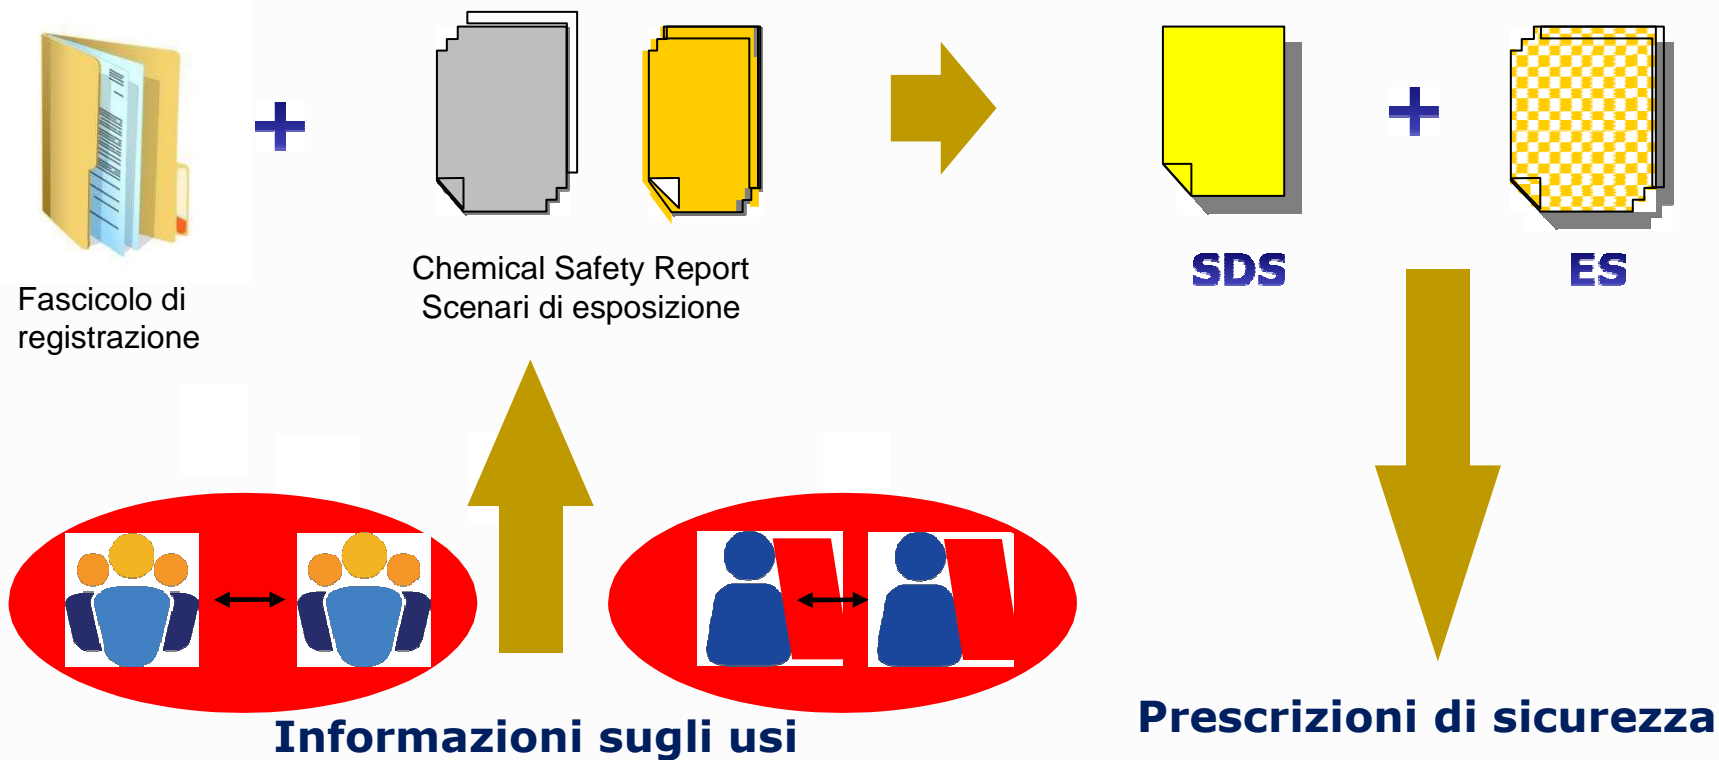 Fascicolo di
registrazione
Chemical Safety Report
Scenari di esposizione
SDS
ES
Informazioni sugli usi
Prescrizioni di sicurezza